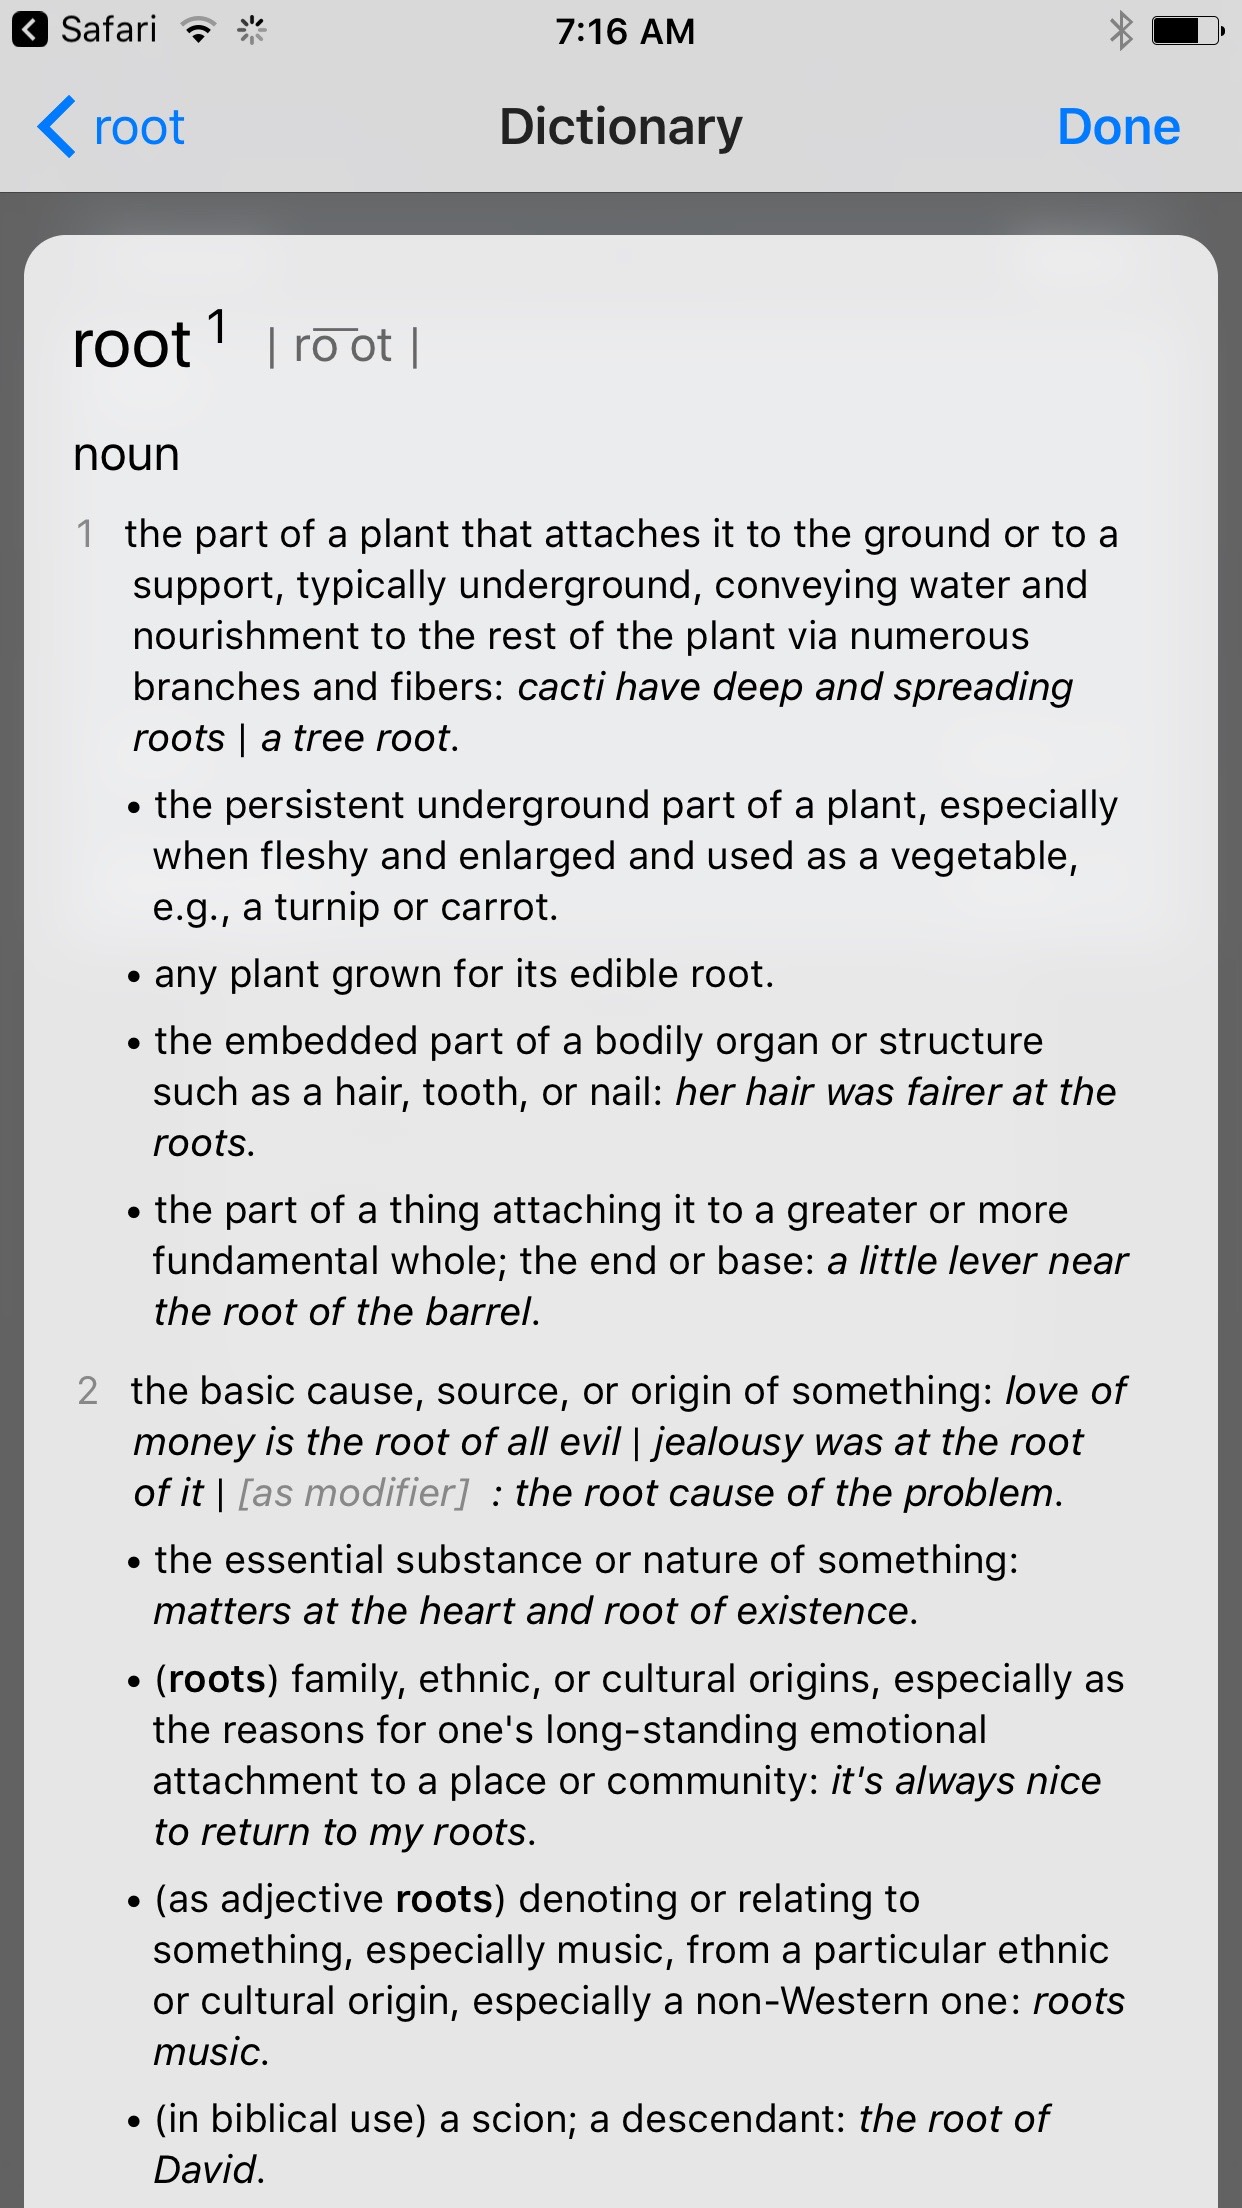 Safari
7:16 AM
root
Dictionary
Done
root 1 | ro͞o ot |
noun
1 the part of a plant that attaches it to the ground or to a
support, typically underground, conveying water and
nourishment to the rest of the plant via numerous
branches and fibers: cacti have deep and spreading
roots | a tree root.
• the persistent underground part of a plant, especially
when fleshy and enlarged and used as a vegetable,
e.g., a turnip or carrot.
• any plant grown for its edible root.
• the embedded part of a bodily organ or structure
such as a hair, tooth, or nail: her hair was fairer at the
roots.
• the part of a thing attaching it to a greater or more
fundamental whole; the end or base: a little lever near
the root of the barrel.
2 the basic cause, source, or origin of something: love of
money is the root of all evil | jealousy was at the root
of it | [as modifier] : the root cause of the problem.
• the essential substance or nature of something:
matters at the heart and root of existence.
• (roots) family, ethnic, or cultural origins, especially as
the reasons for one's long-standing emotional
attachment to a place or community: it's always nice
to return to my roots.
• (as adjective roots) denoting or relating to
something, especially music, from a particular ethnic
or cultural origin, especially a non-Western one: roots
music.
• (in biblical use) a scion; a descendant: the root of
David.